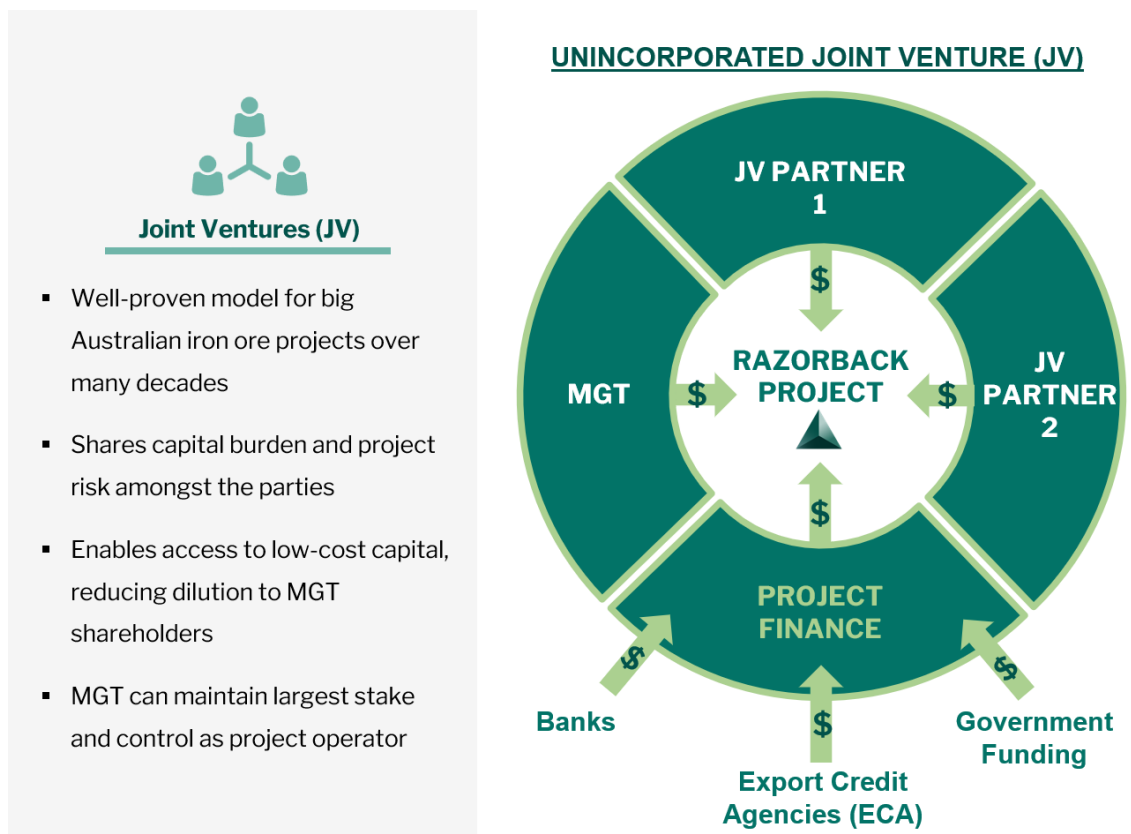 Joint Ventures (JV)
▪ Well-proven model for big
Australian iron ore projects over
many decades
▪ Shares capital burden and project
risk amongst the parties
▪ Enables access to low-cost capital,
reducing dilution to MGT
shareholders
▪ MGT can maintain largest stake
and control as project operator
UNINCORPORATED JOINT VENTURE (JV)
JV PARTNER
1
$
MGT
$
RAZORBACK
PROJECT
$
JV
PARTNER
2
$
PROJECT
FINANCE
$
$
$
Banks
Export Credit
Agencies (ECA)
Government
Funding